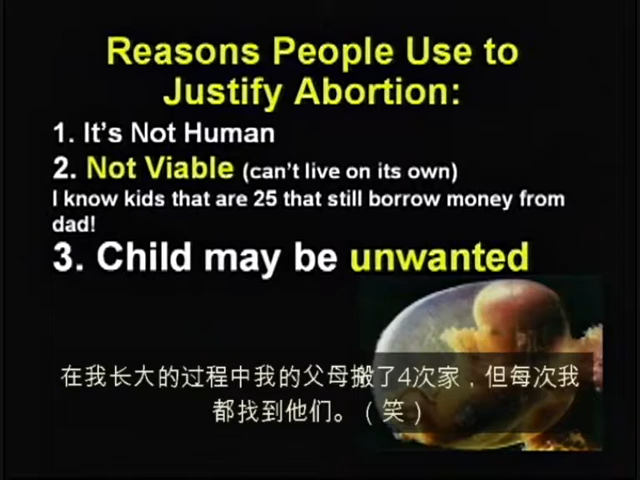 Reasons People Use to
Justify Abortion:
1. It's Not Human
2. Not Viable (can't live on its own)
I know kids that are 25 that still borrow money from
dad!
3. Child may be unwanted
在我长大的过程中我的父母搬了4次家，但每次我
都找到他们。（笑）